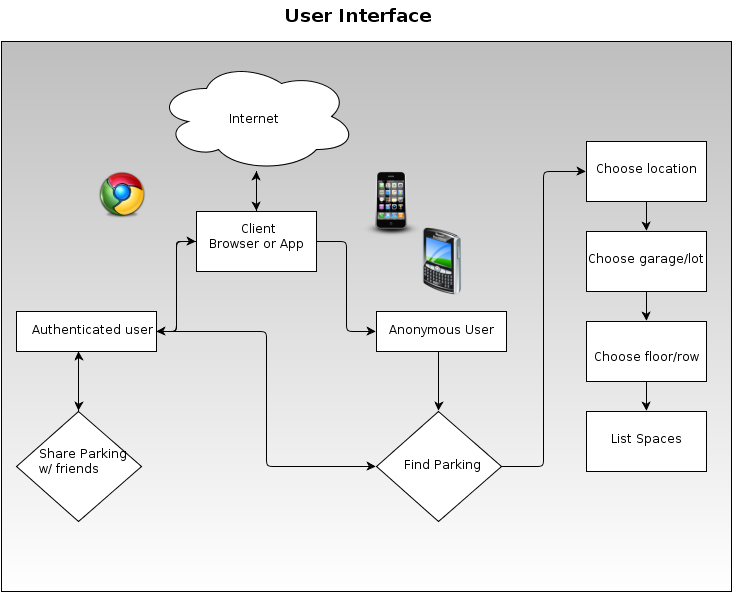 User Interface
Internet
Client
Browser or App
Choose location
Choose garage/lot
Authenticated user
Anonymous User
Choose floor/row
Share Parking
w/ friends
Find Parking
List Spaces